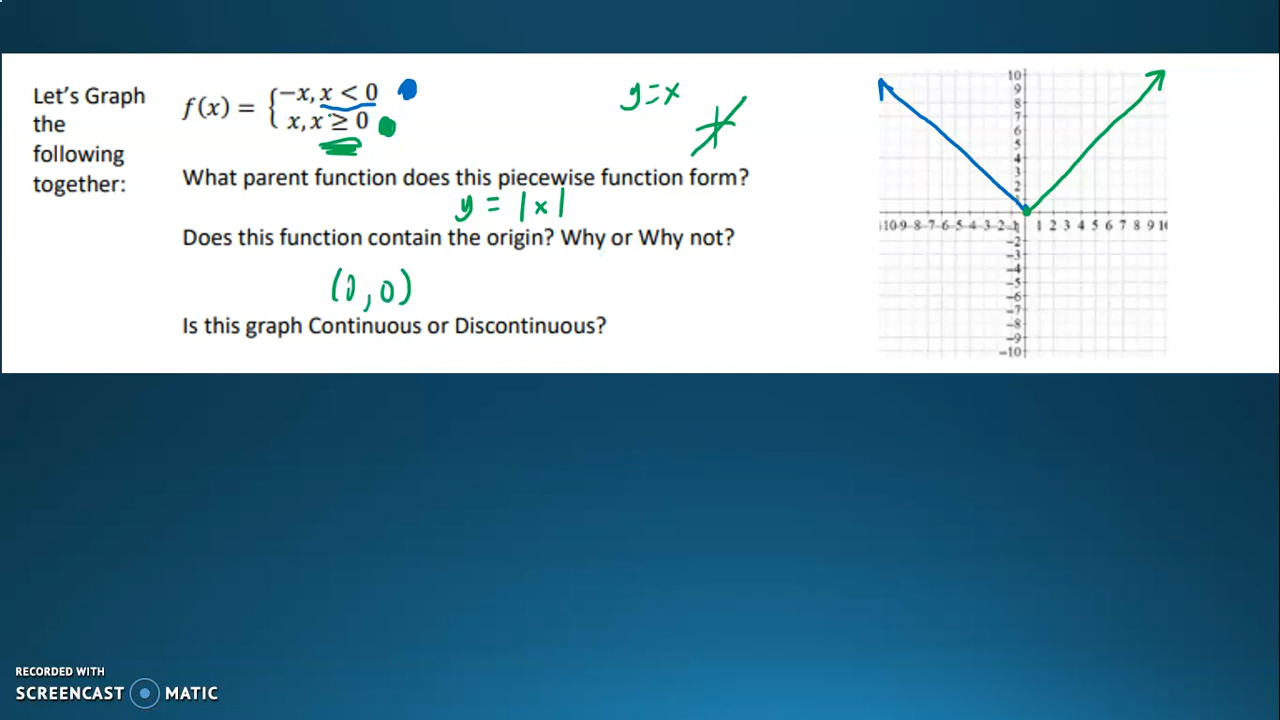 Let's Graph
the
following
together:
f(x) = { −x, x < 0
x, x ≥ 0
y = x
What parent function does this piecewise function form?
y = |x|
Does this function contain the origin? Why or Why not?
(0,0)
Is this graph Continuous or Discontinuous?
10
9
8
7
6
5
4
3
2
-10-9-8-7-6-5-4-3-2-1 1 2 3 4 5 6 7 8 9 10
-2
-3
-4
-5
-6
-7
-8
-9
-10
RECORDED WITH
SCREENCAST MATIC